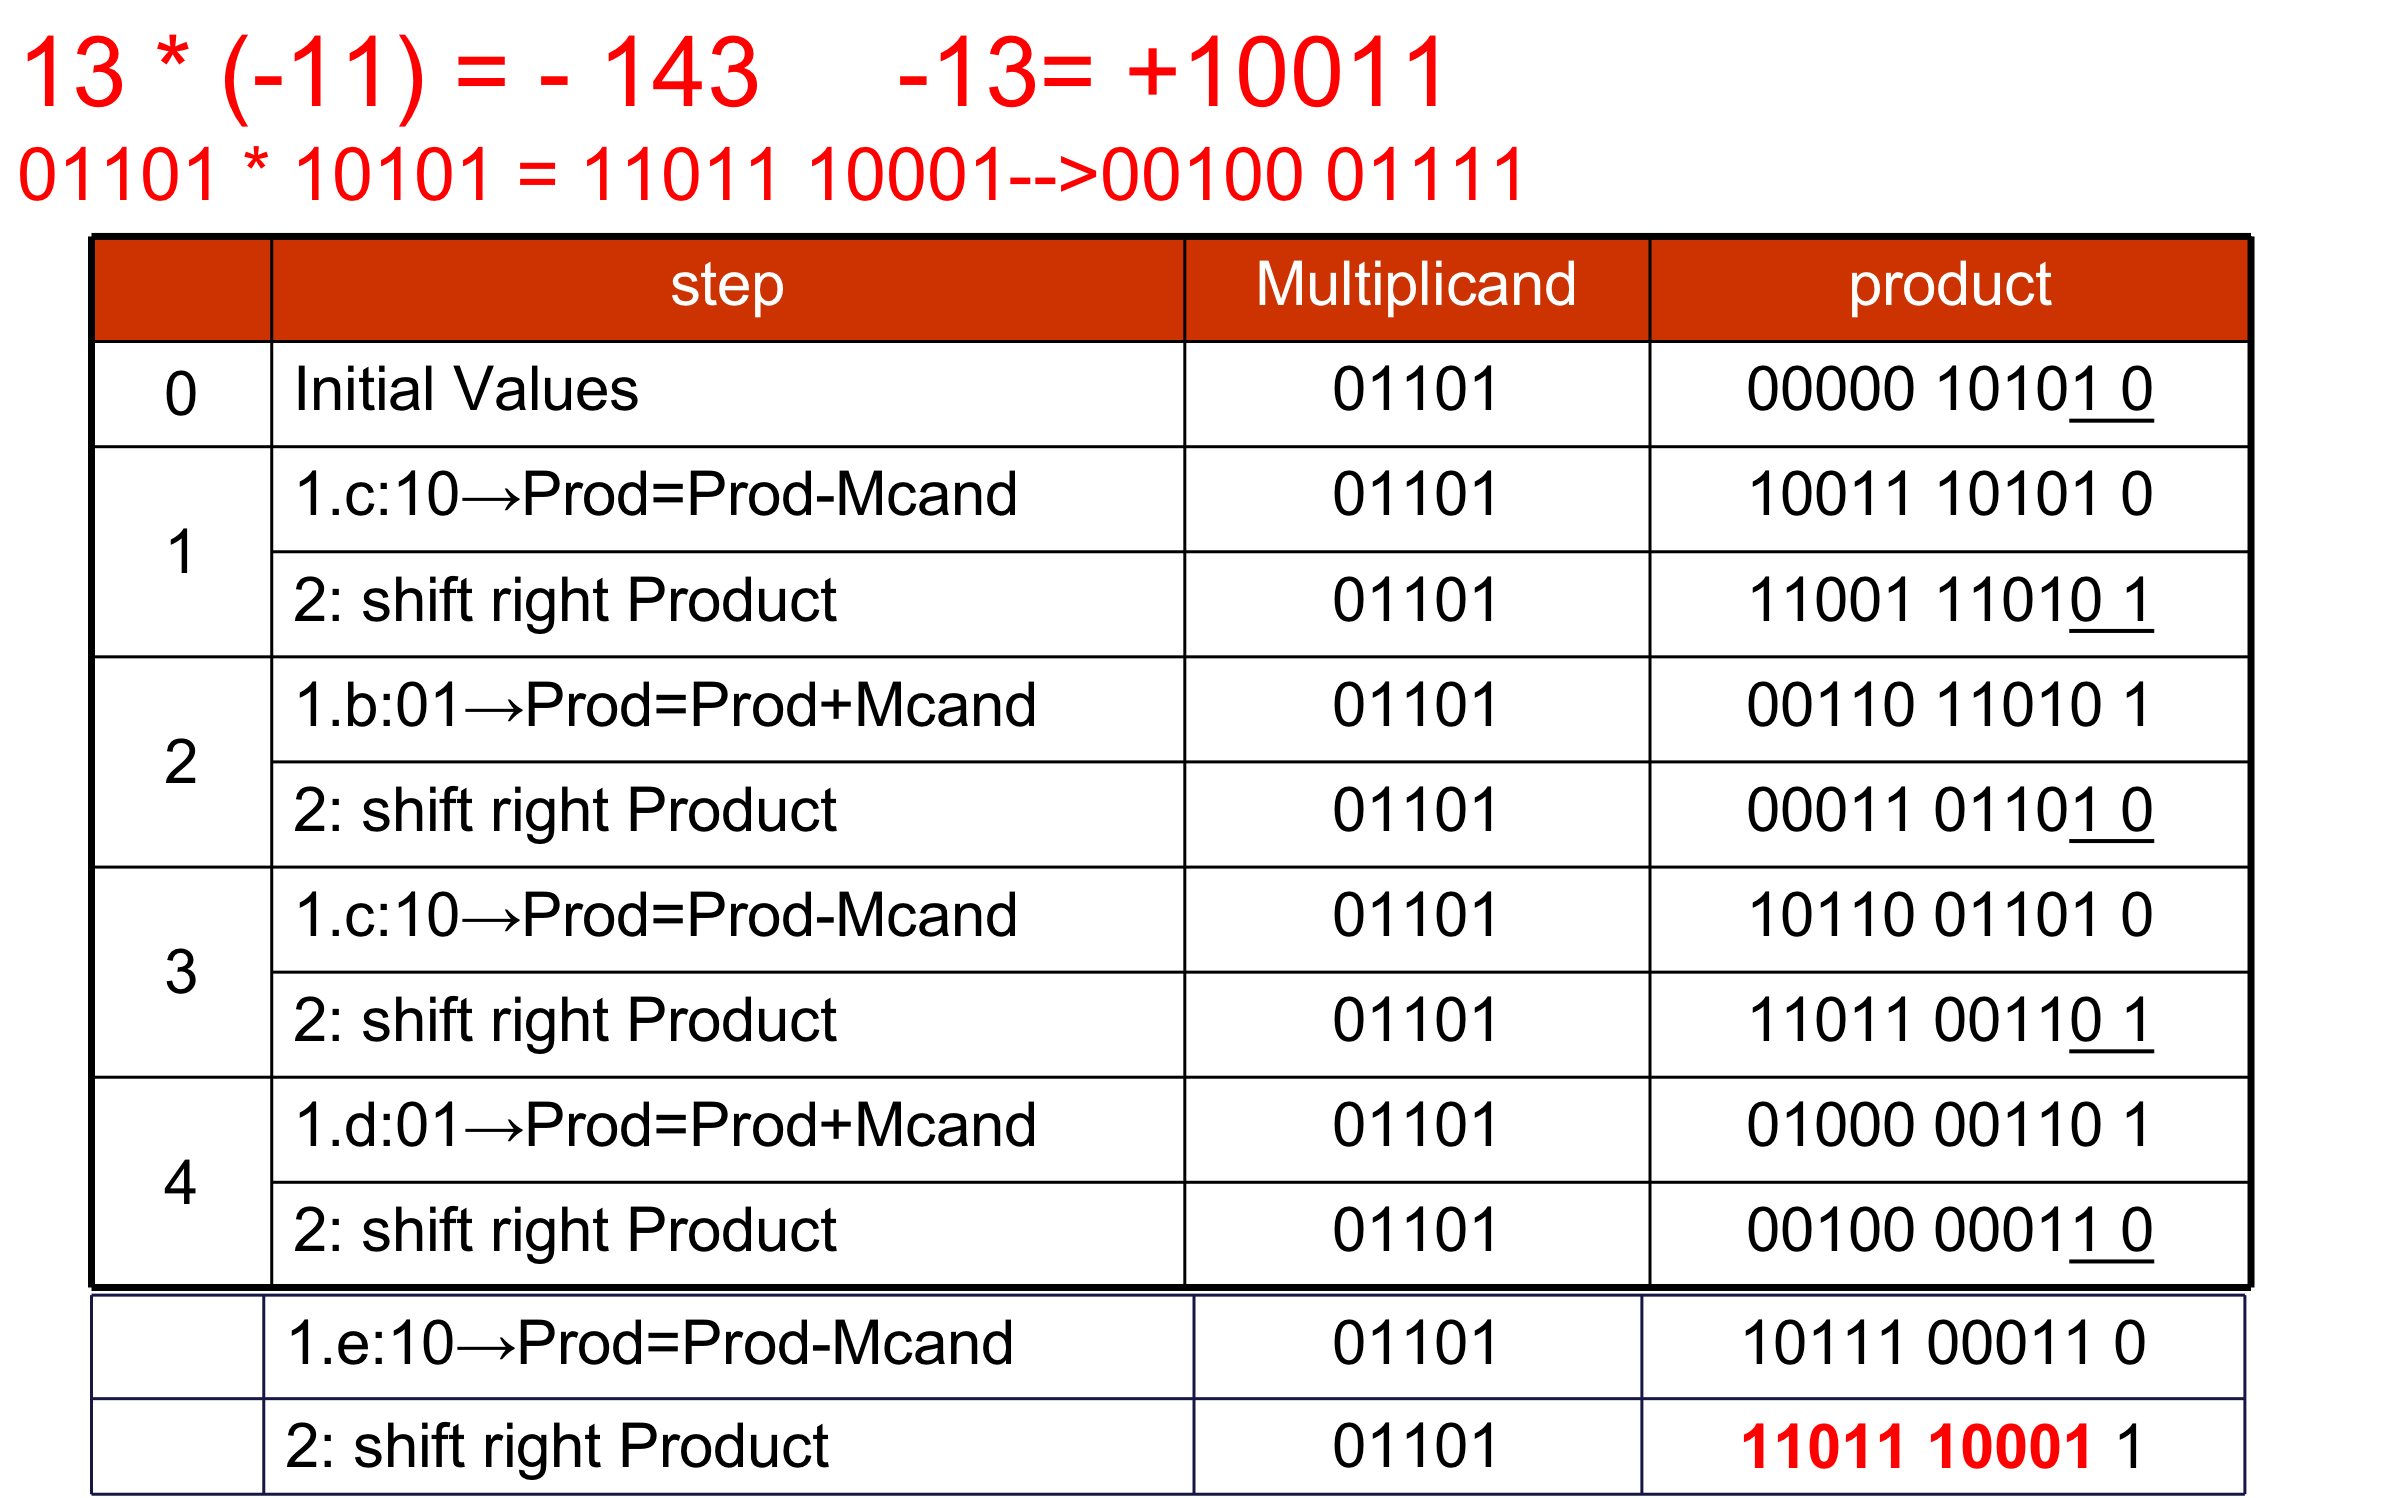 13 * (-11) = - 143 -13= +10011
01101 * 10101 = 11011 10001-->00100 01111
step Multiplicand product
0 Initial Values 01101 00000 10101 0
1 1.c:10→Prod=Prod-Mcand 01101 10011 10101 0
2: shift right Product 01101 11001 11010 1
2 1.b:01→Prod=Prod+Mcand 01101 00110 11010 1
2: shift right Product 01101 00011 01101 0
3 1.c:10→Prod=Prod-Mcand 01101 10110 01101 0
2: shift right Product 01101 11011 00110 1
4 1.d:01→Prod=Prod+Mcand 01101 01000 00110 1
2: shift right Product 01101 00100 00011 0
1.e:10→Prod=Prod-Mcand 01101 10111 00011 0
2: shift right Product 01101 11011 10001 1